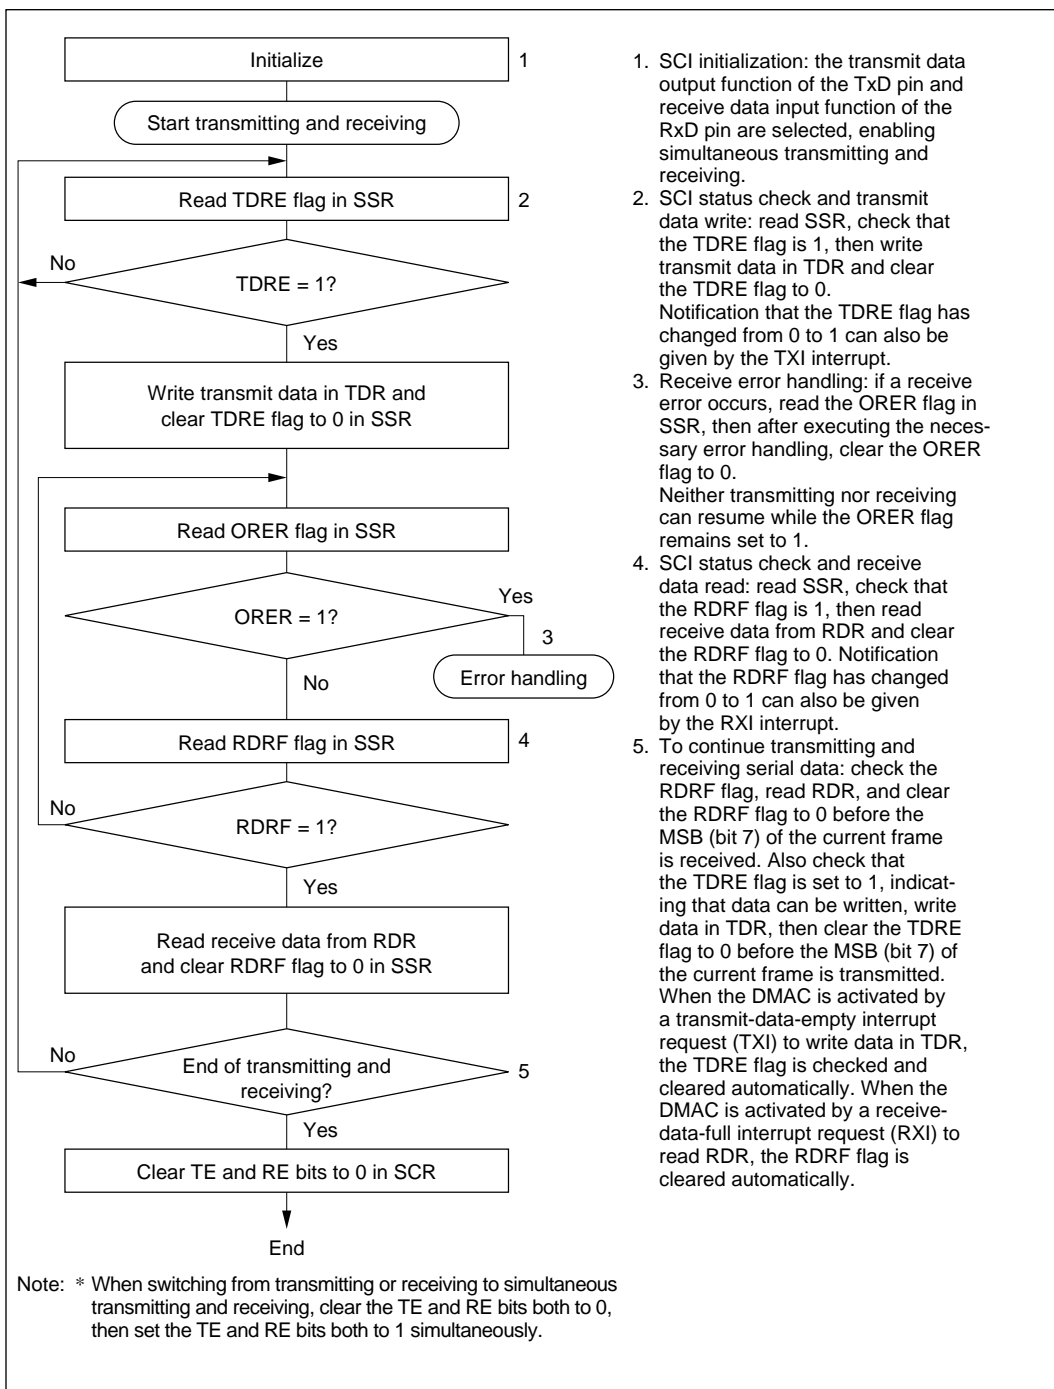 Initialize
1
Start transmitting and receiving
Read TDRE flag in SSR
2
No
TDRE = 1?
Yes
Write transmit data in TDR and
clear TDRE flag to 0 in SSR
Read ORER flag in SSR
ORER = 1?
Yes
3
Error handling
No
Read RDRF flag in SSR
4
No
RDRF = 1?
Yes
Read receive data from RDR
and clear RDRF flag to 0 in SSR
No
End of transmitting and
receiving?
5
Yes
Clear TE and RE bits to 0 in SCR
End
1. SCI initialization: the transmit data
output function of the TxD pin and
receive data input function of the
RxD pin are selected, enabling
simultaneous transmitting and
receiving.
2. SCI status check and transmit
data write: read SSR, check that
the TDRE flag is 1, then write
transmit data in TDR and clear
the TDRE flag to 0.
Notification that the TDRE flag has
changed from 0 to 1 can also be
given by the TXI interrupt.
3. Receive error handling: if a receive
error occurs, read the ORER flag in
SSR, then after executing the neces-
sary error handling, clear the ORER
flag to 0.
Neither transmitting nor receiving
can resume while the ORER flag
remains set to 1.
4. SCI status check and receive
data read: read SSR, check that
the RDRF flag is 1, then read
receive data from RDR and clear
the RDRF flag to 0. Notification
that the RDRF flag has changed
from 0 to 1 can also be given
by the RXI interrupt.
5. To continue transmitting and
receiving serial data: check the
RDRF flag, read RDR, and clear
the RDRF flag to 0 before the
MSB (bit 7) of the current frame
is received. Also check that
the TDRE flag is set to 1, indicat-
ing that data can be written, write
data in TDR, then clear the TDRE
flag to 0 before the MSB (bit 7) of
the current frame is transmitted.
When the DMAC is activated by
a transmit-data-empty interrupt
request (TXI) to write data in TDR,
the TDRE flag is checked and
cleared automatically. When the
DMAC is activated by a receive-
data-full interrupt request (RXI) to
read RDR, the RDRF flag is
cleared automatically.
Note: * When switching from transmitting or receiving to simultaneous
transmitting and receiving, clear the TE and RE bits both to 0,
then set the TE and RE bits both to 1 simultaneously.